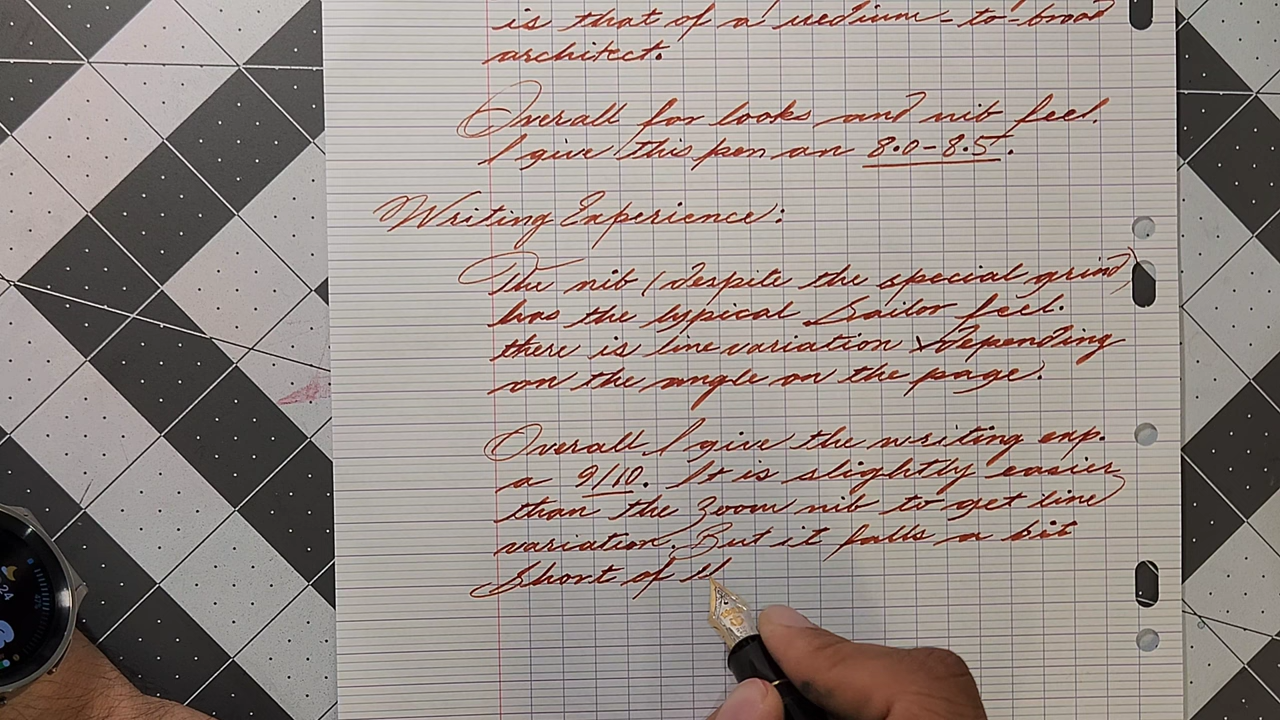 is that of a medium-to-broad
architect.
Overall for looks and nib feel.
I give this pen an 8.0-8.5.
Writing Experience:
The nib (despite the special grind)
has the typical Sailor feel.
there is line variation depending
on the angle on the page.
Overall I give the writing exp.
a 9/10. It is slightly easier
than the Zoom nib to get line
variation. But it falls a bit
Short of
24